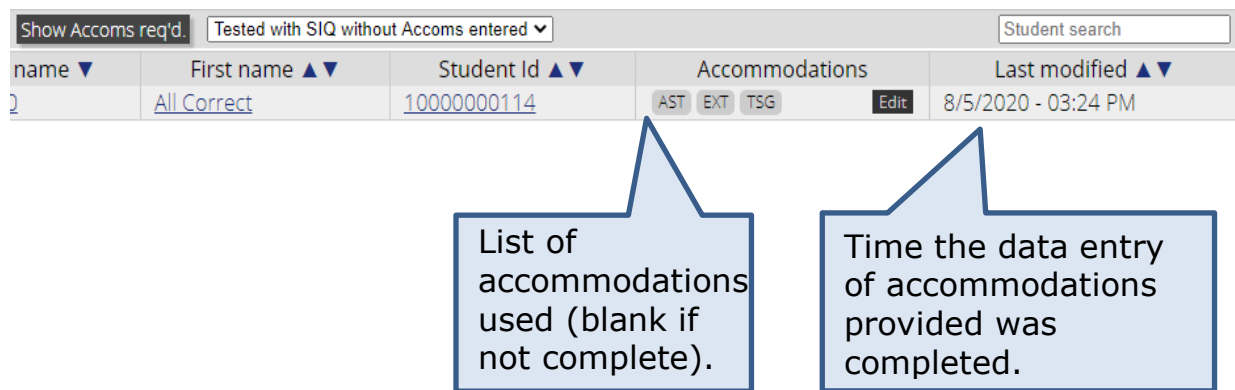 Show Accoms req'd. Tested with SIQ without Accoms entered Student search
name ▼ First name ▲▼ Student Id ▲▼ Accommodations Last modified ▲▼
All Correct 10000000114 AST EXT TSG Edit 8/5/2020 - 03:24 PM
List of
accommodations
used (blank if
not complete).
Time the data entry
of accommodations
provided was
completed.